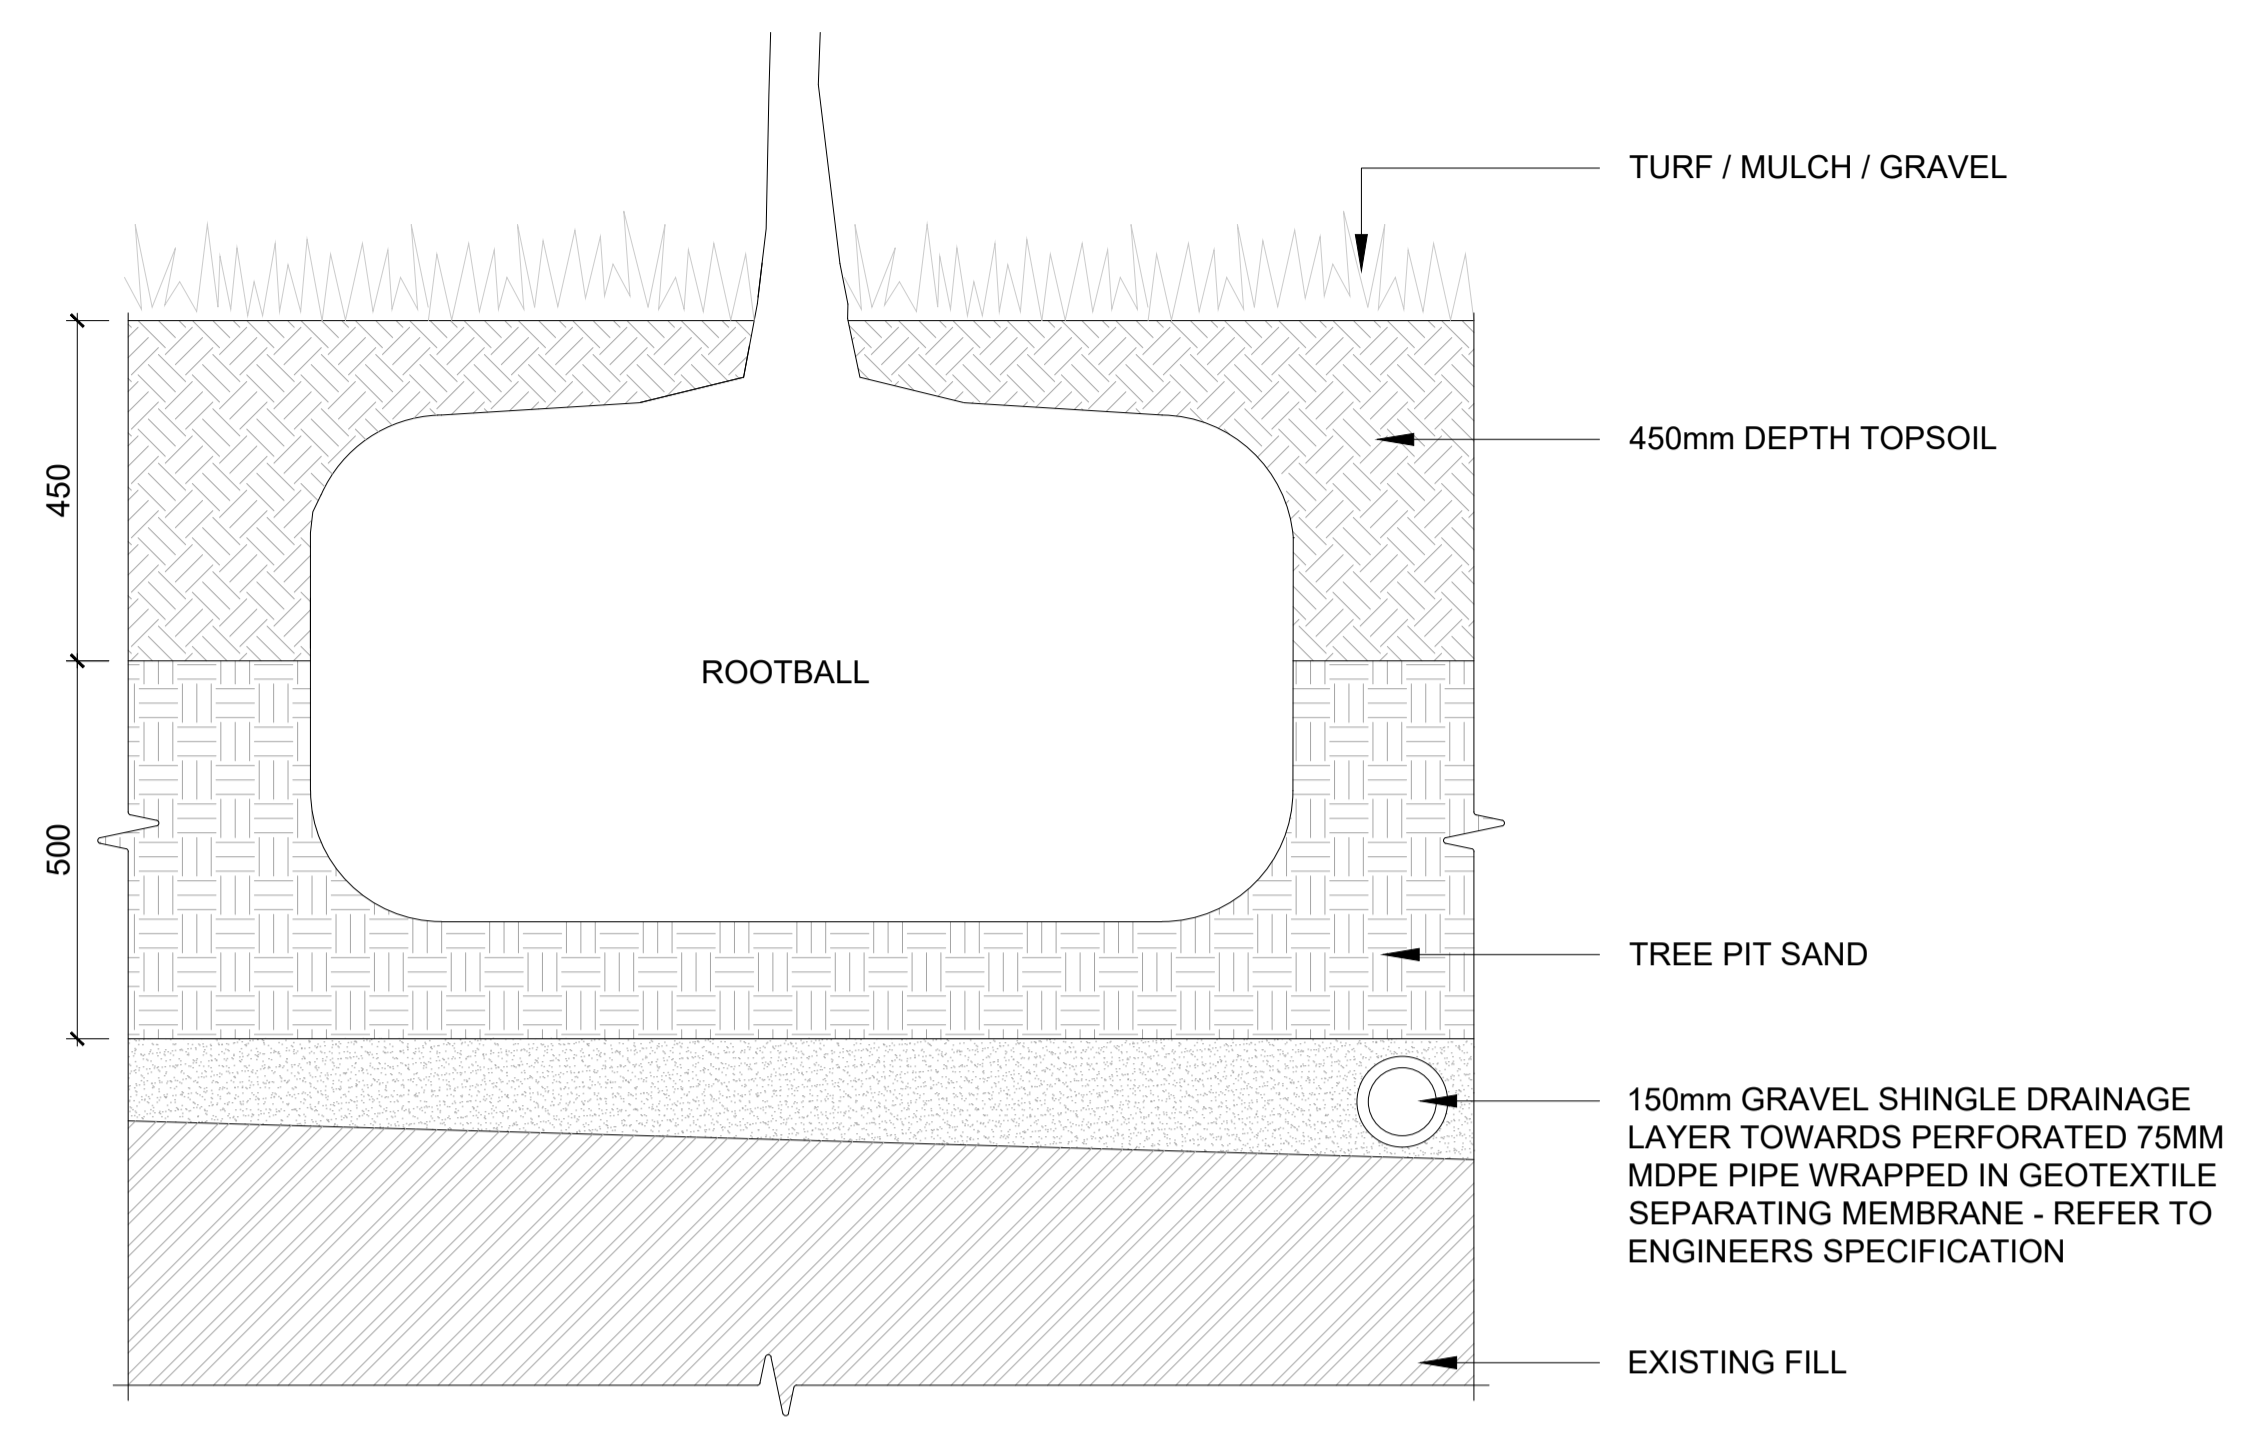 TURF / MULCH / GRAVEL
450mm DEPTH TOPSOIL
450
ROOTBALL
500
TREE PIT SAND
150mm GRAVEL SHINGLE DRAINAGE
LAYER TOWARDS PERFORATED 75MM
MDPE PIPE WRAPPED IN GEOTEXTILE
SEPARATING MEMBRANE - REFER TO
ENGINEERS SPECIFICATION
EXISTING FILL